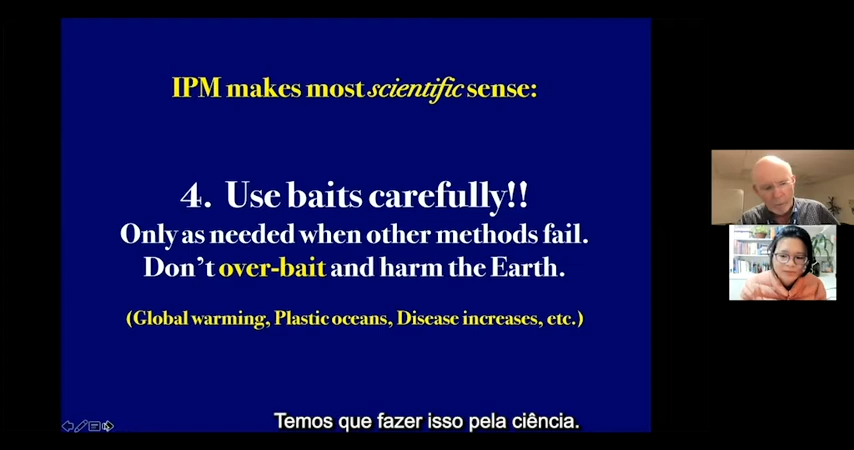 IPM makes most scientific sense:
4. Use baits carefully!!
Only as needed when other methods fail.
Don't over-bait and harm the Earth.
(Global warming, Plastic oceans, Disease increases, etc.)
Temos que fazer isso pela ciência.